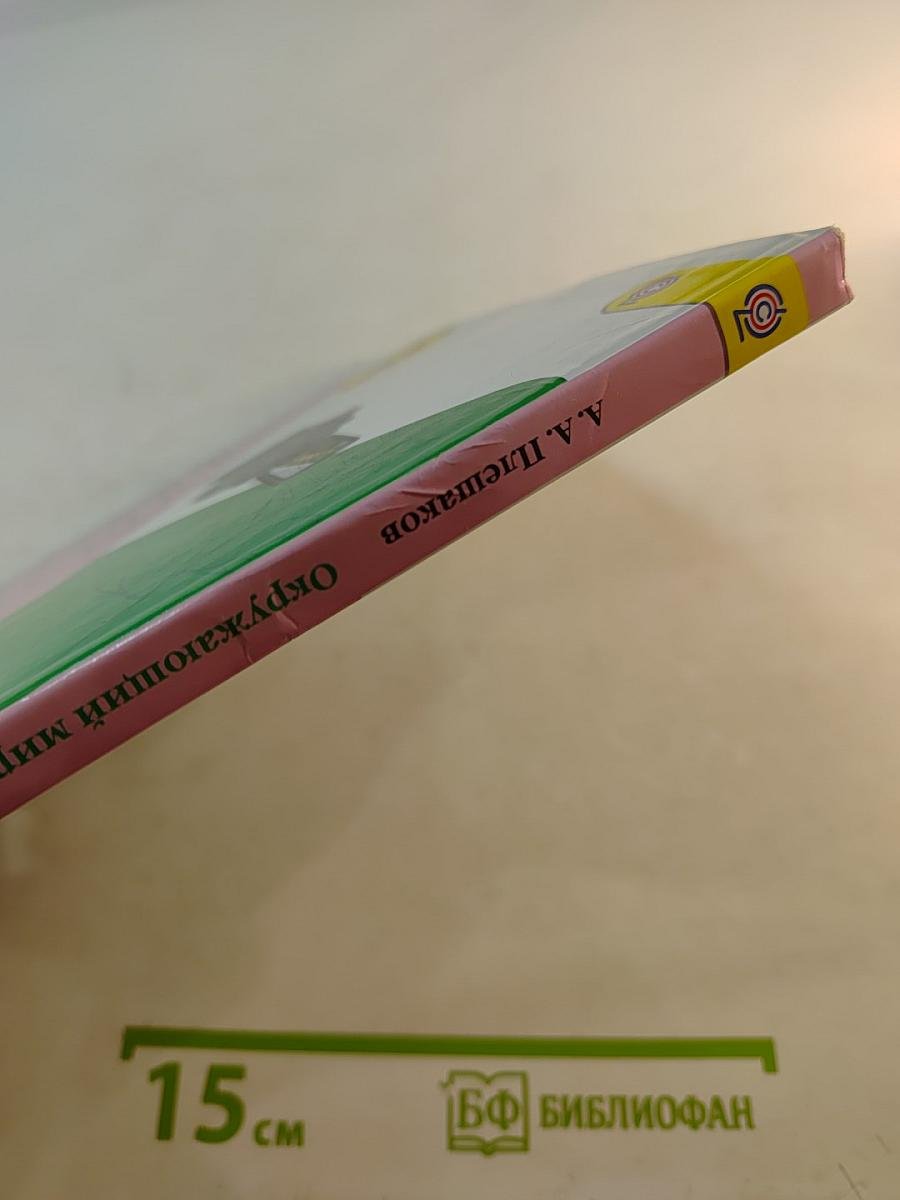 А.А. Плешаков
Окружающий мир
15 см
БФ БИБЛИОФАН